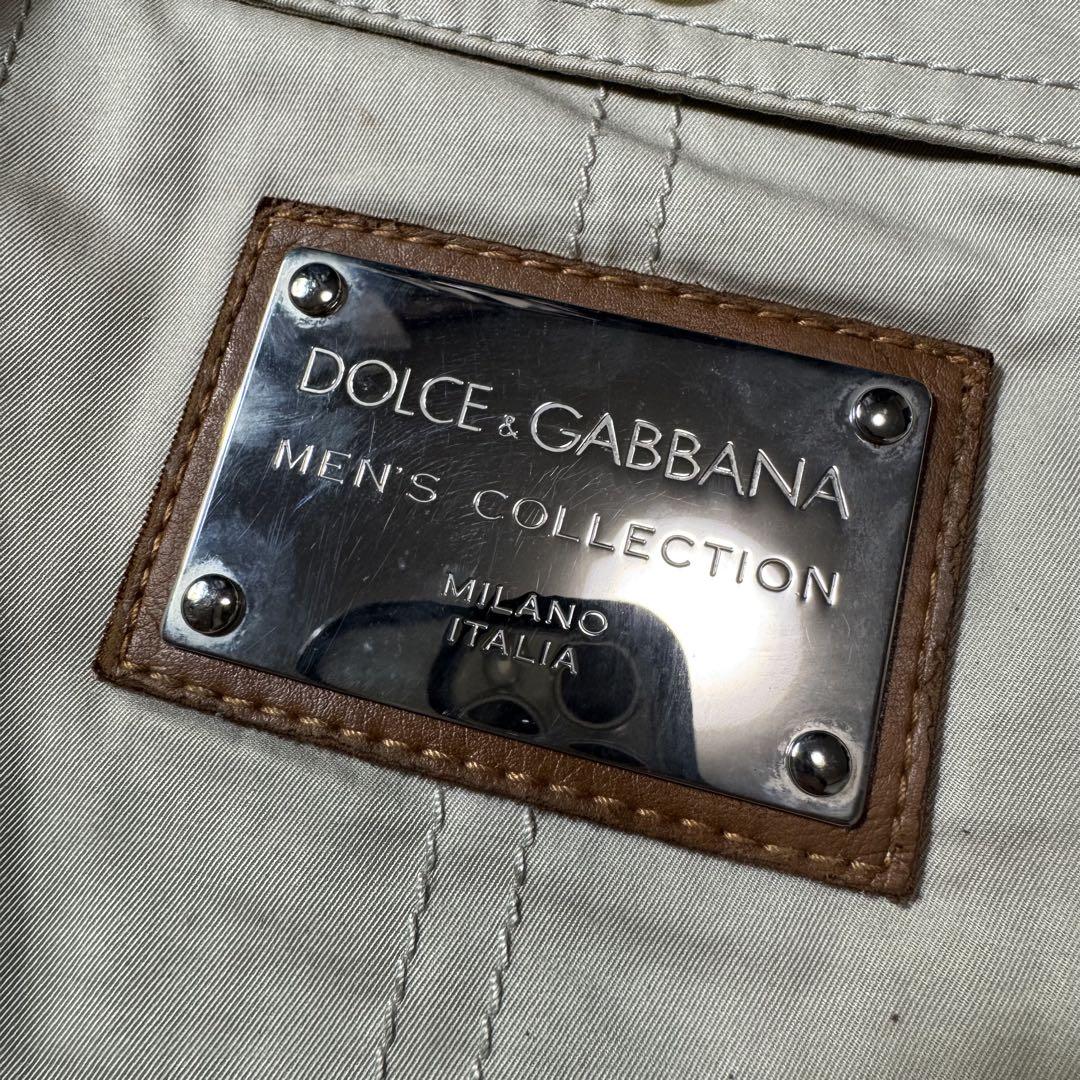 DOLCE & GABBANA
MEN'S COLLECTION
MILANO
ITALIA